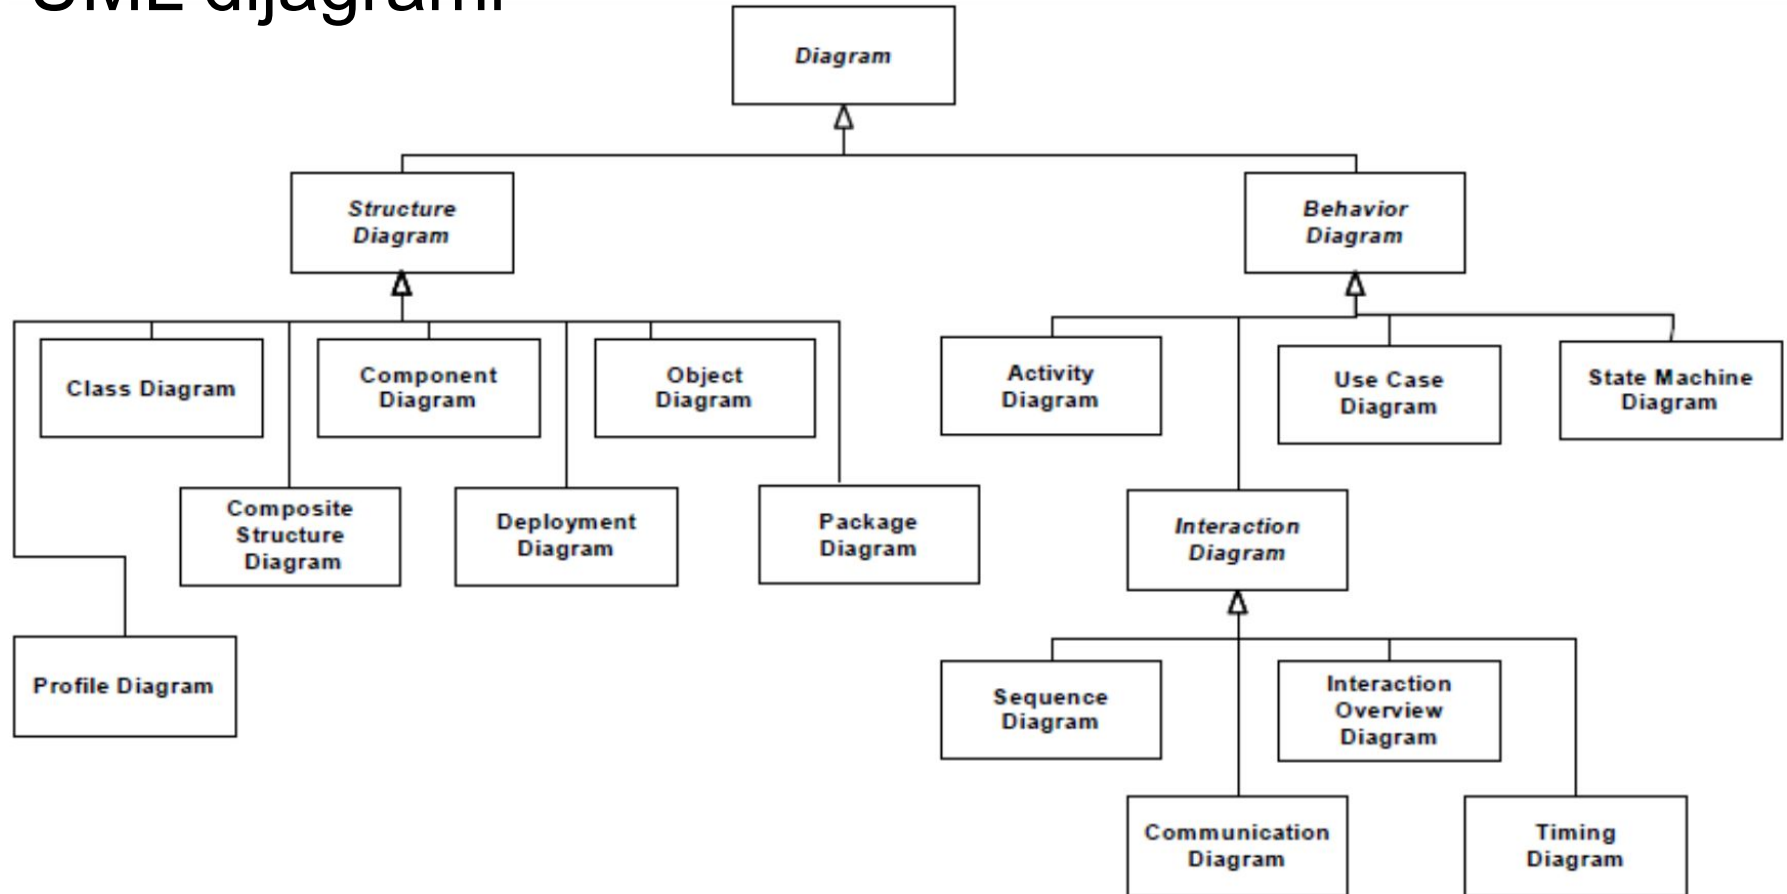 UML dijagrami
Diagram
Structure
Diagram
Behavior
Diagram
Class Diagram
Component
Diagram
Object
Diagram
Activity
Diagram
Use Case
Diagram
State Machine
Diagram
Composite
Structure
Diagram
Deployment
Diagram
Package
Diagram
Interaction
Diagram
Profile Diagram
Sequence
Diagram
Interaction
Overview
Diagram
Communication
Diagram
Timing
Diagram